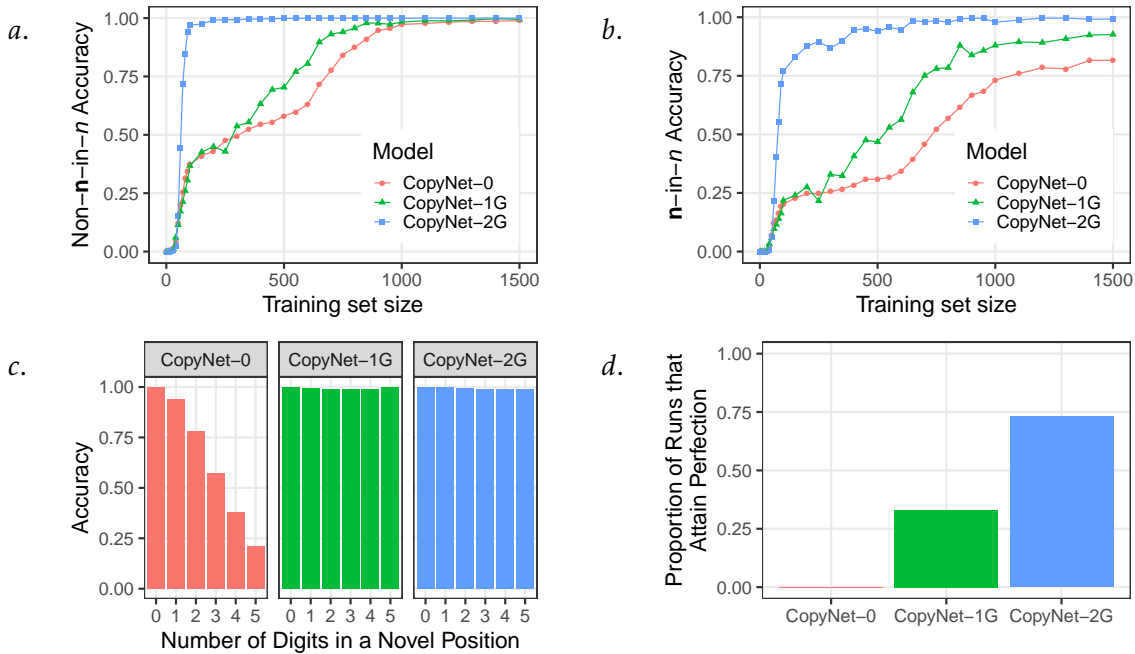 a.
Non−n−in−n Accuracy
1.00
0.75
0.50
0.25
0.00
Model
CopyNet−0
CopyNet−1G
CopyNet−2G
0 500 1000 1500
Training set size
b.
n−in−n Accuracy
1.00
0.75
0.50
0.25
0.00
Model
CopyNet−0
CopyNet−1G
CopyNet−2G
0 500 1000 1500
Training set size
c.
CopyNet−0 CopyNet−1G CopyNet−2G
Accuracy
1.00
0.75
0.50
0.25
0.00
0 1 2 3 4 5 0 1 2 3 4 5 0 1 2 3 4 5
Number of Digits in a Novel Position
d.
Proportion of Runs that
Attain Perfection
1.00
0.75
0.50
0.25
0.00
CopyNet−0 CopyNet−1G CopyNet−2G